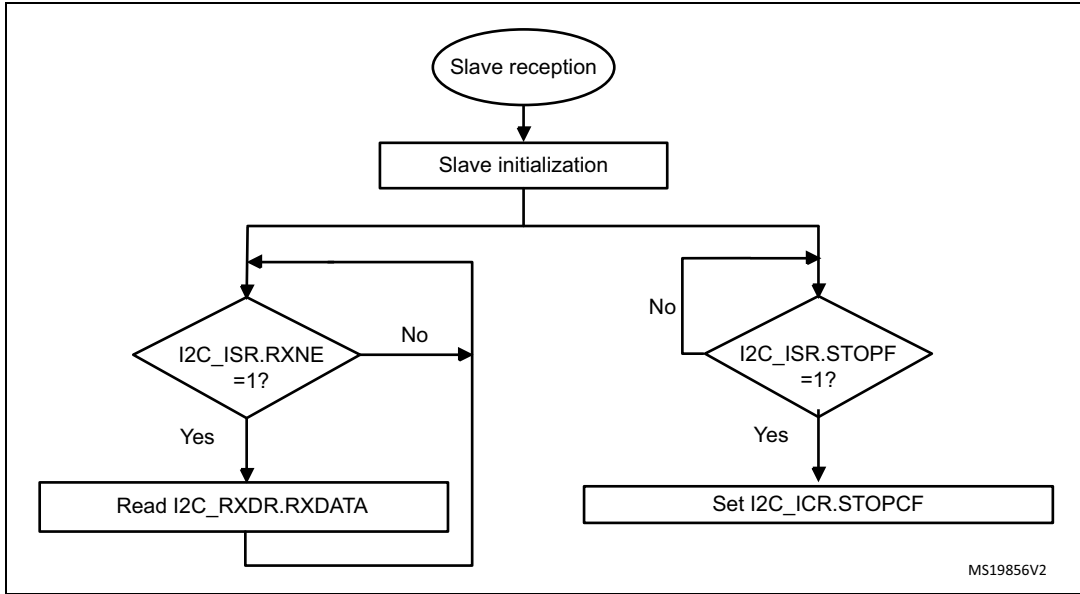 Slave reception
Slave initialization
No
No
I2C_ISR.RXNE
=1?
I2C_ISR.STOPF
=1?
Yes
Yes
Read I2C_RXDR.RXDATA
Set I2C_ICR.STOPCF
MS19856V2